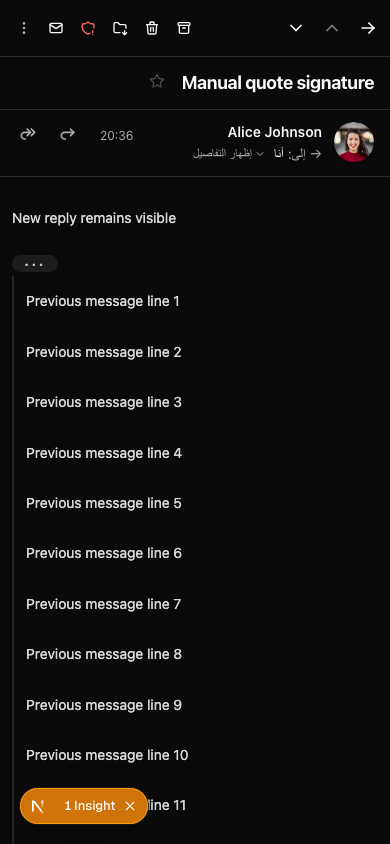 Manual quote signature
Alice Johnson
20:36
إلى: أنا
إظهار التفاصيل
New reply remains visible
...
Previous message line 1
Previous message line 2
Previous message line 3
Previous message line 4
Previous message line 5
Previous message line 6
Previous message line 7
Previous message line 8
Previous message line 9
Previous message line 10
line 11
N 1 Insight